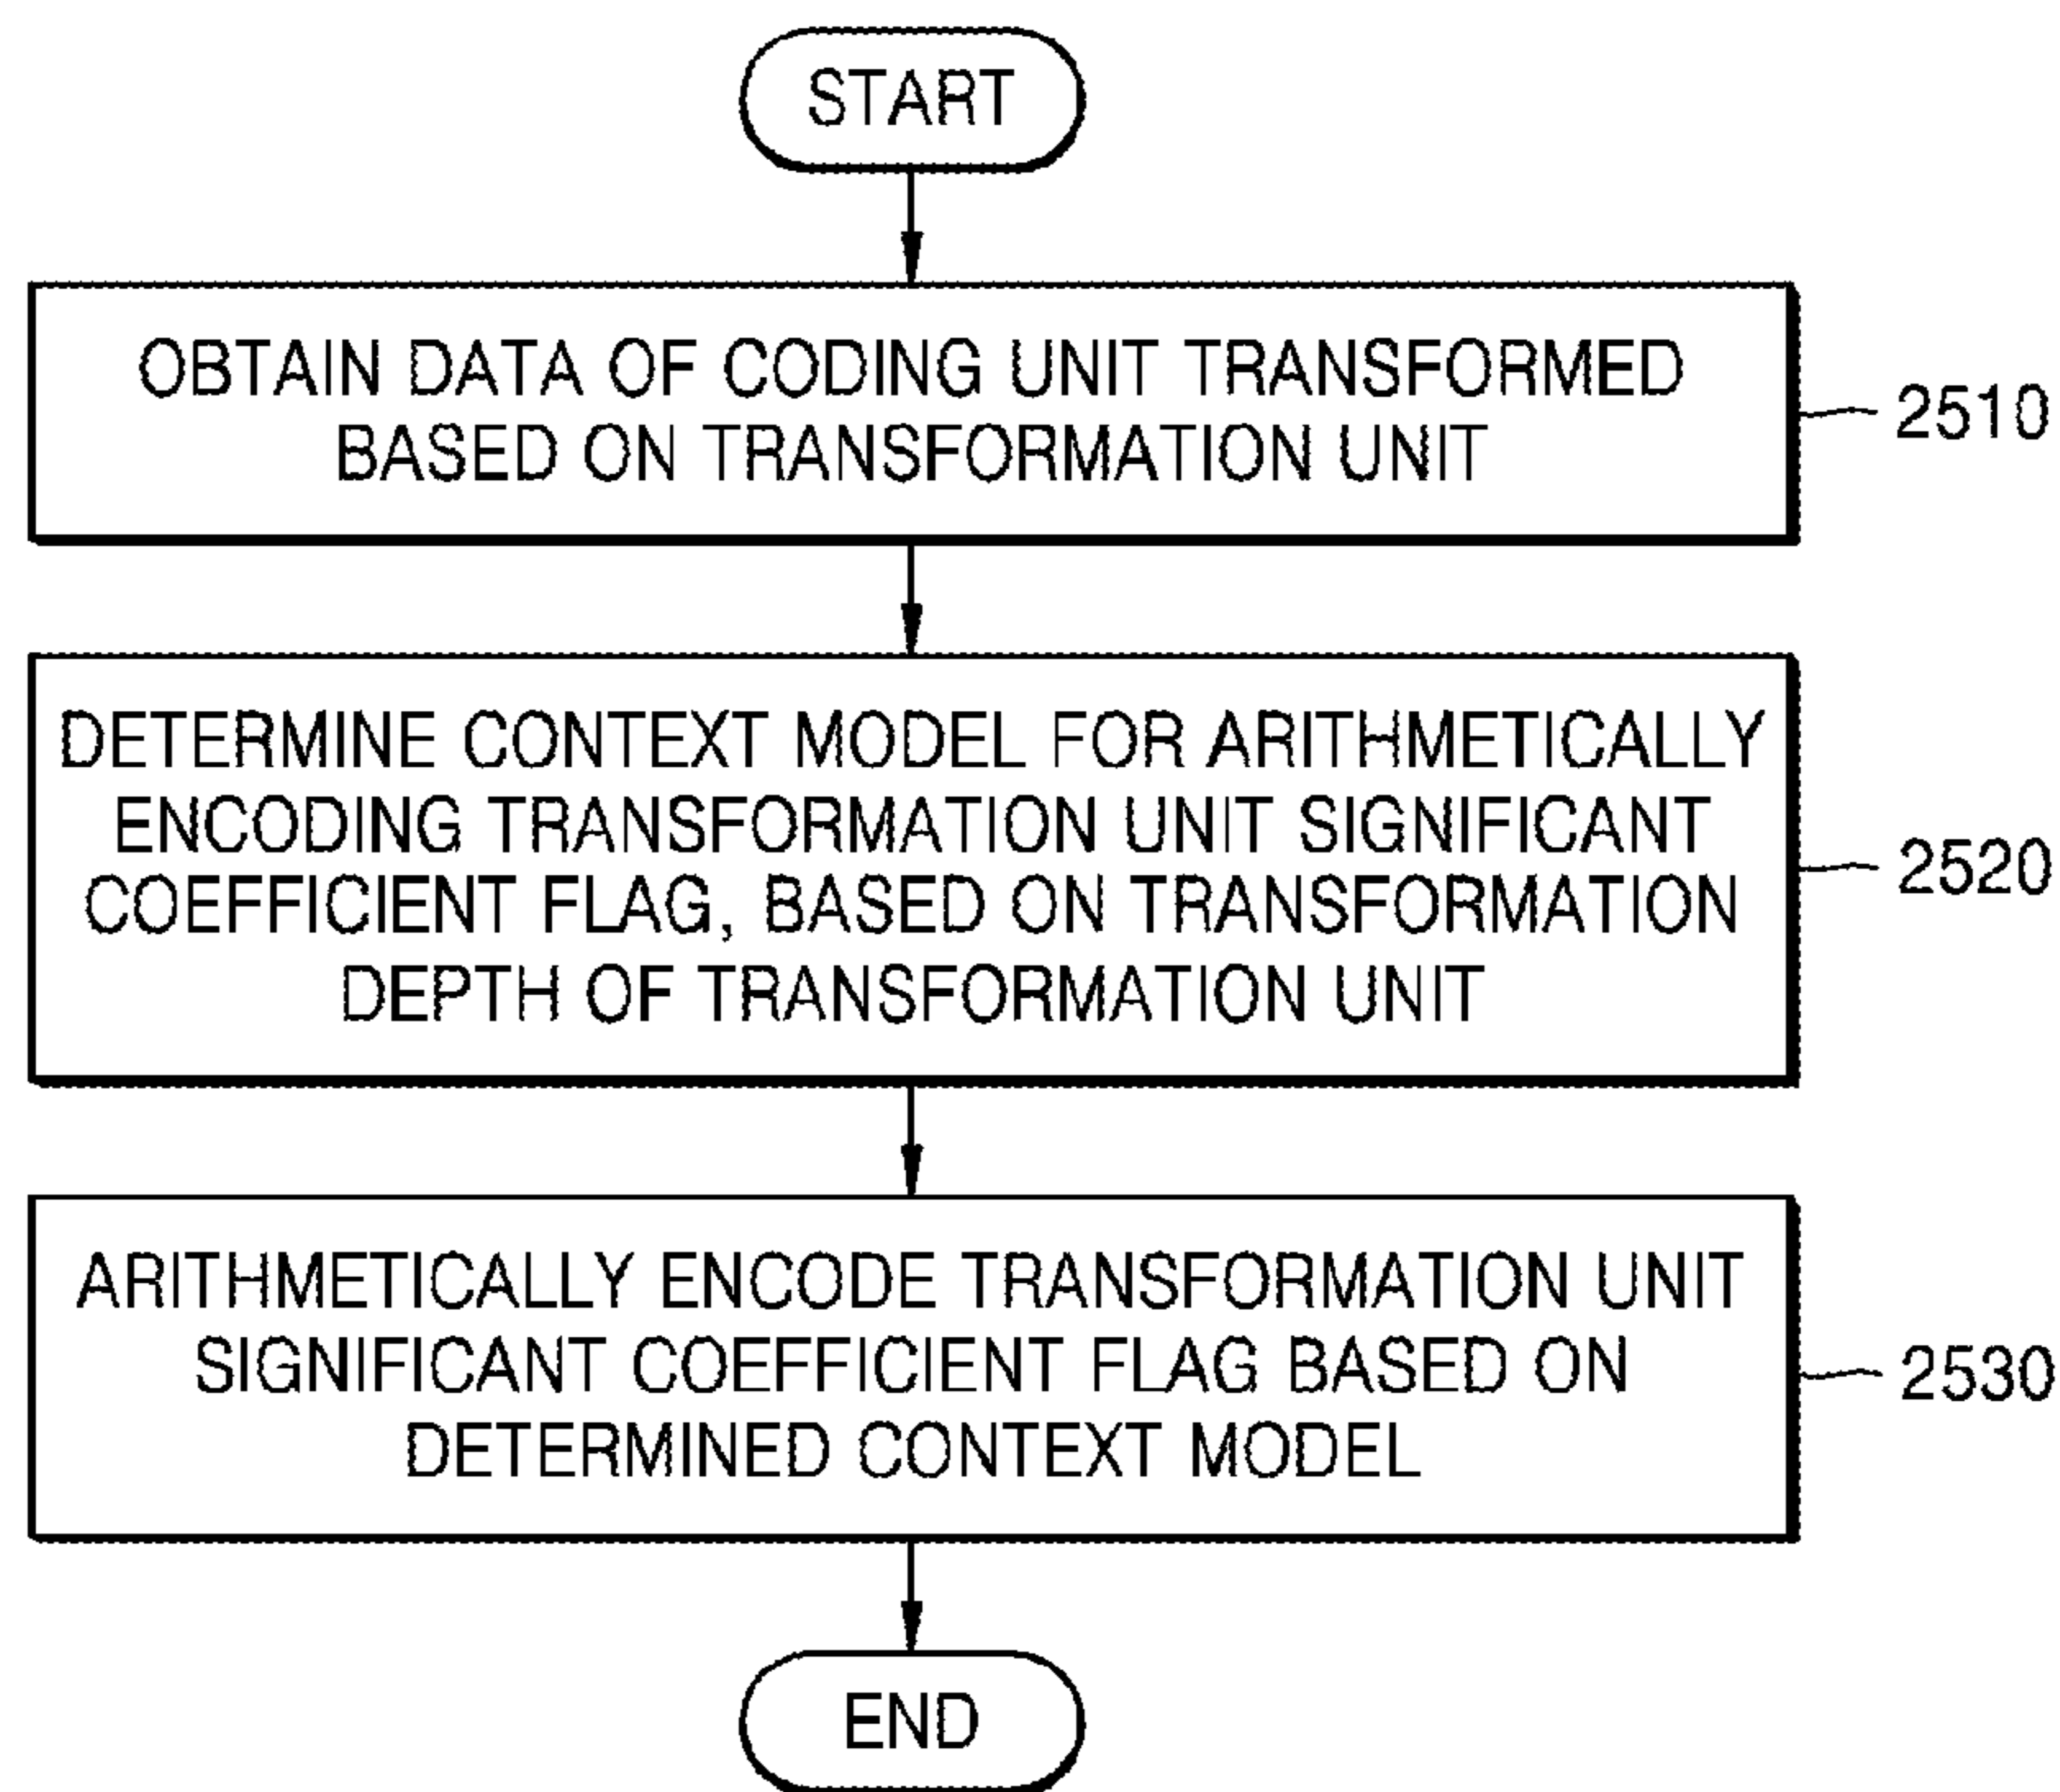 START
OBTAIN DATA OF CODING UNIT TRANSFORMED
BASED ON TRANSFORMATION UNIT
2510
DETERMINE CONTEXT MODEL FOR ARITHMETICALLY
ENCODING TRANSFORMATION UNIT SIGNIFICANT
COEFFICIENT FLAG, BASED ON TRANSFORMATION
DEPTH OF TRANSFORMATION UNIT
2520
ARITHMETICALLY ENCODE TRANSFORMATION UNIT
SIGNIFICANT COEFFICIENT FLAG BASED ON
DETERMINED CONTEXT MODEL
2530
END